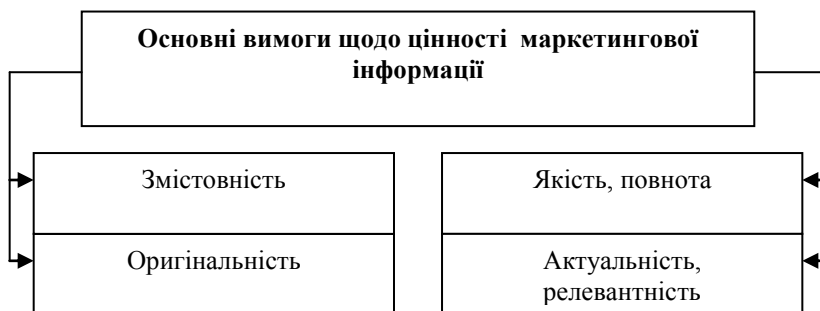 Основні вимоги щодо цінності маркетингової
інформації
Змістовність
Якість, повнота
Оригінальність
Актуальність,
релевантність